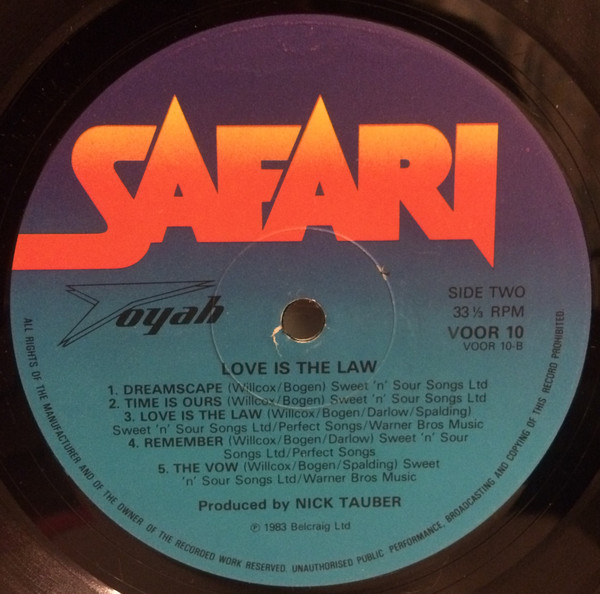 SAFARI
Toyah
SIDE TWO
33⅓ RPM
VOOR 10
VOOR 10-B
LOVE IS THE LAW
1. DREAMSCAPE (Willcox/Bogen) Sweet 'n' Sour Songs Ltd
2. TIME IS OURS (Willcox/Bogen) Sweet 'n' Sour Songs Ltd
3. LOVE IS THE LAW (Willcox/Bogen/Darlow/Spalding)
Sweet 'n' Sour Songs Ltd/Perfect Songs/Warner Bros Music
4. REMEMBER (Willcox/Bogen/Darlow) Sweet 'n' Sour
Songs Ltd/Perfect Songs
5. THE VOW (Willcox/Bogen/Spalding) Sweet
'n' Sour Songs Ltd/Warner Bros Music
Produced by NICK TAUBER
℗ 1983 Belcraig Ltd
ALL RIGHTS OF THE MANUFACTURER AND OF THE OWNER OF THE RECORDED WORK RESERVED. UNAUTHORISED PUBLIC PERFORMANCE, BROADCASTING AND COPYING OF THIS RECORD PROHIBITED.